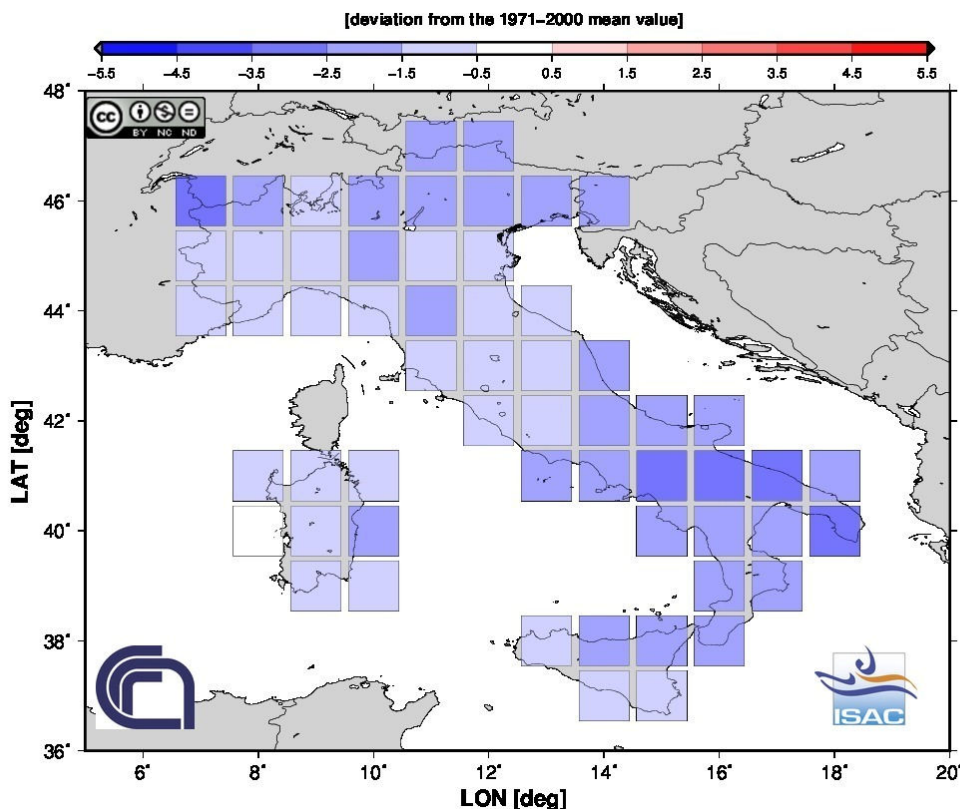 [deviation from the 1971−2000 mean value]
−5.5 −4.5 −3.5 −2.5 −1.5 −0.5 0.5 1.5 2.5 3.5 4.5 5.5
48°
cc BY NC ND
46°
44°
42°
LAT [deg]
40°
38°
ISAC
36°
6° 8° 10° 12° 14° 16° 18° 20°
LON [deg]